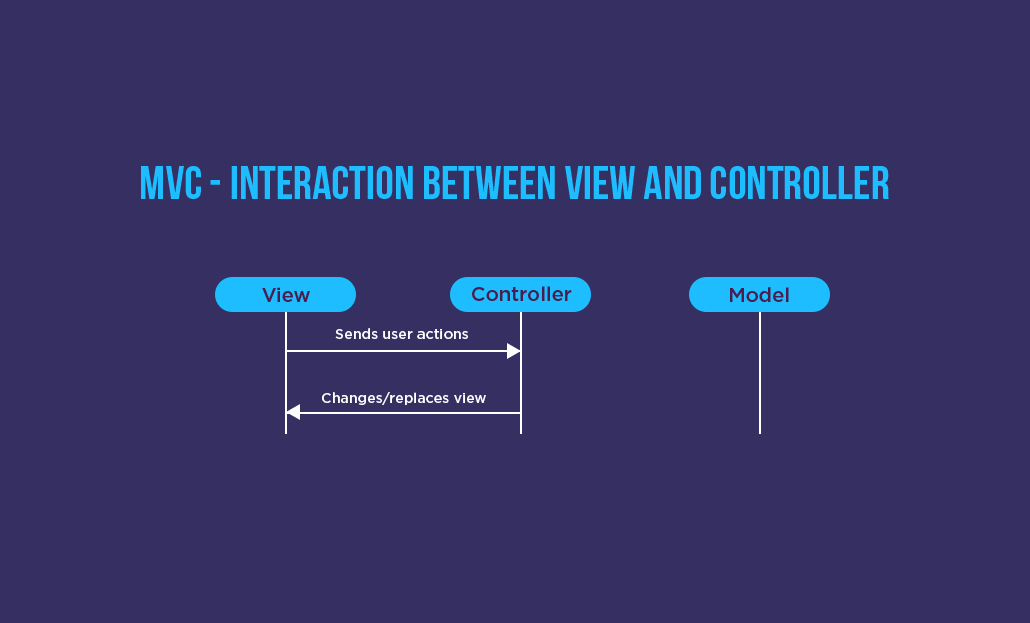 MVC - INTERACTION BETWEEN VIEW AND CONTROLLER
View
Controller
Model
Sends user actions
Changes/replaces view